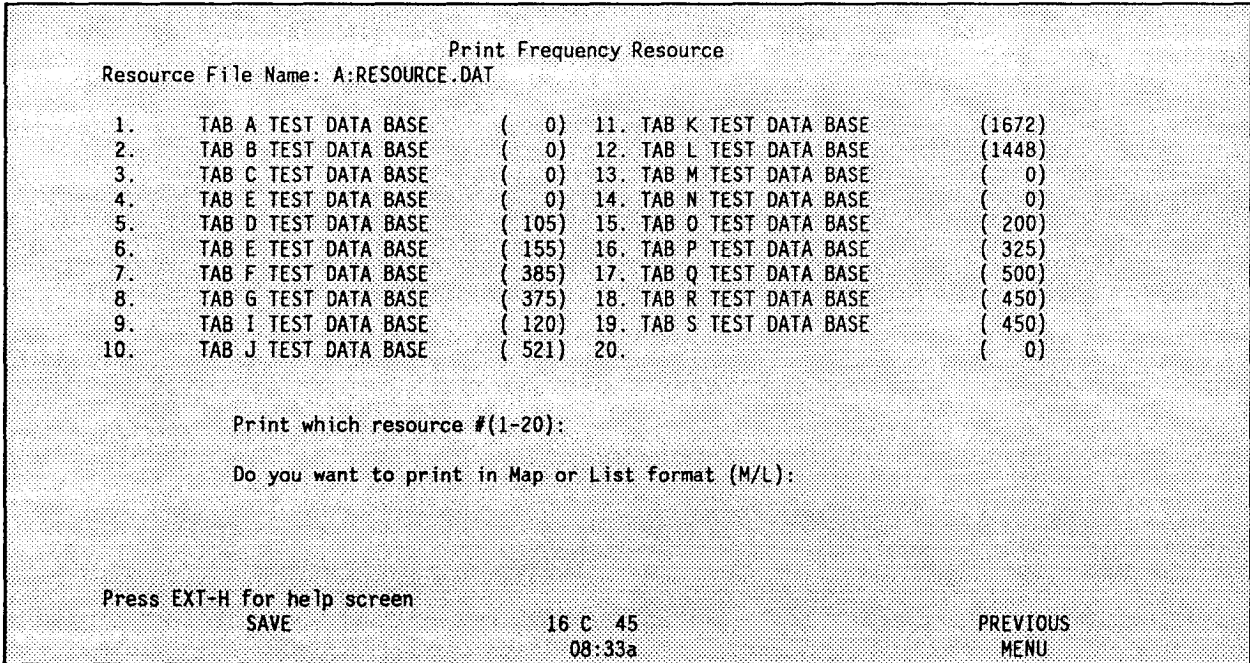 Print Frequency Resource
Resource File Name: A:RESOURCE.DAT
1. TAB A TEST DATA BASE ( 0) 11. TAB K TEST DATA BASE (1672)
2. TAB B TEST DATA BASE ( 0) 12. TAB L TEST DATA BASE (1448)
3. TAB C TEST DATA BASE ( 0) 13. TAB M TEST DATA BASE ( 0)
4. TAB E TEST DATA BASE ( 0) 14. TAB N TEST DATA BASE ( 0)
5. TAB D TEST DATA BASE ( 105) 15. TAB O TEST DATA BASE ( 200)
6. TAB E TEST DATA BASE ( 155) 16. TAB P TEST DATA BASE ( 325)
7. TAB F TEST DATA BASE ( 385) 17. TAB Q TEST DATA BASE ( 500)
8. TAB G TEST DATA BASE ( 375) 18. TAB R TEST DATA BASE ( 450)
9. TAB I TEST DATA BASE ( 120) 19. TAB S TEST DATA BASE ( 450)
10. TAB J TEST DATA BASE ( 521) 20. ( 0)
Print which resource #(1-20):
Do you want to print in Map or List format (M/L):
Press EXT-H for help screen
SAVE 16 C 45 PREVIOUS
08:33a MENU